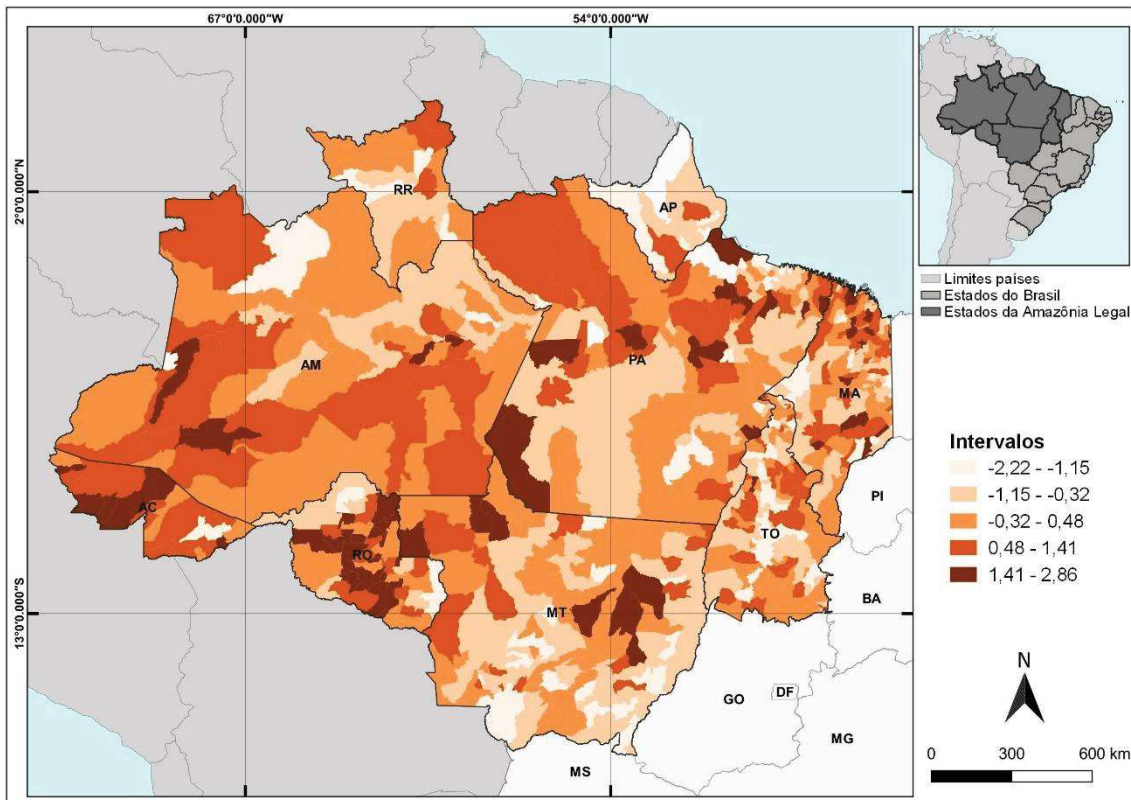 67°0'0.000"W
54°0'0.000"W
2°0'0.000"N
13°0'0.000"S
RR
AP
AM
PA
MA
AC
RO
TO
MT
PI
BA
GO
DF
MG
MS
Limites países
Estados do Brasil
Estados da Amazônia Legal
Intervalos
-2,22 - -1,15
-1,15 - -0,32
-0,32 - 0,48
0,48 - 1,41
1,41 - 2,86
N
0 300 600 km